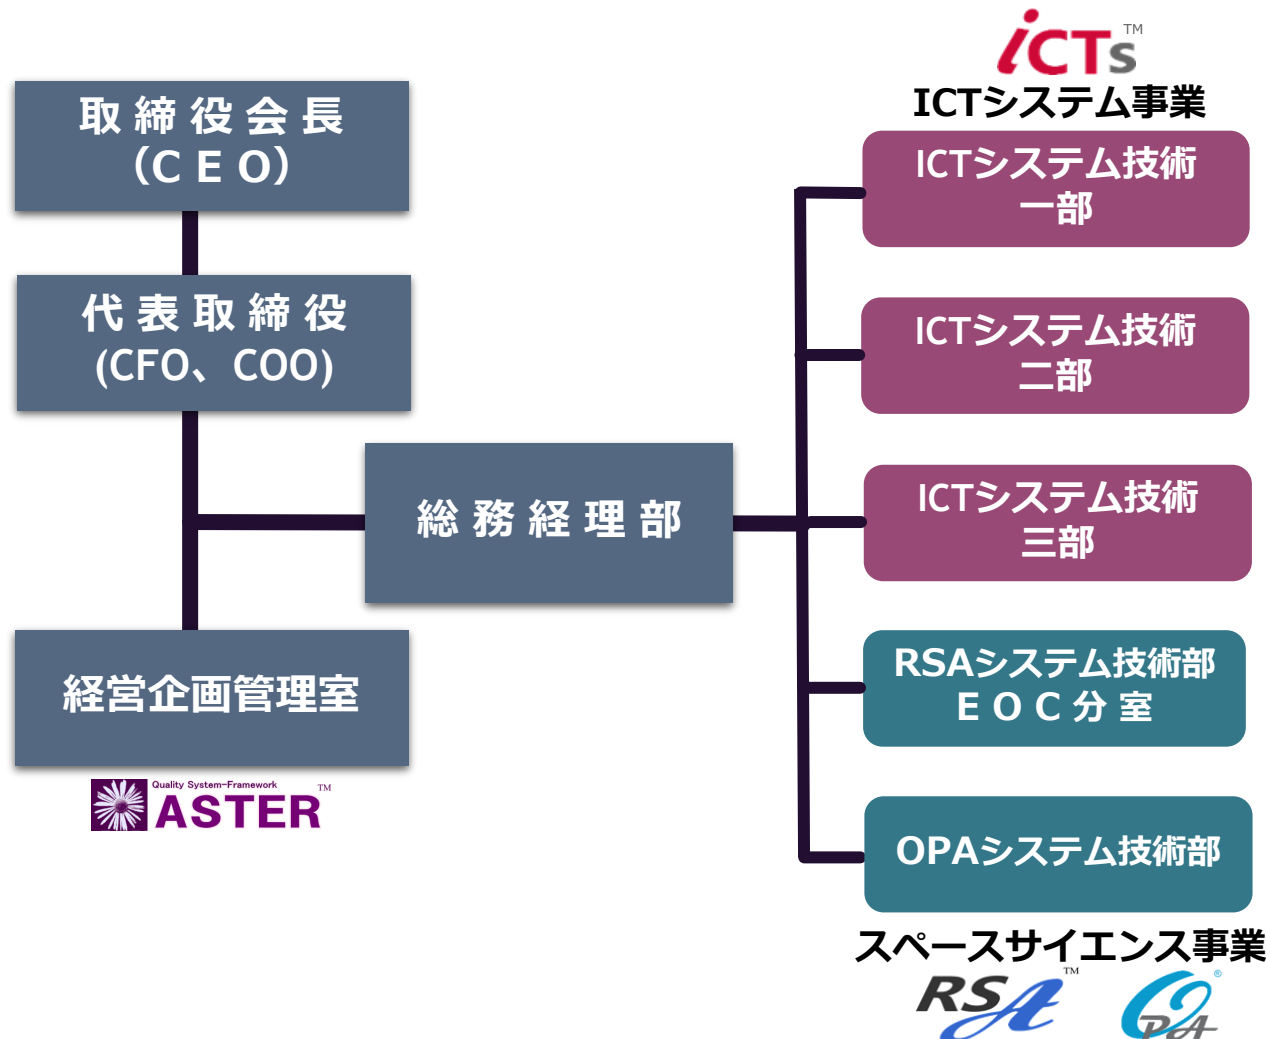 取締役会長
（CEO）
代表取締役
(CFO、COO)
総務経理部
経営企画管理室
Quality System-Framework
ASTER™
iCTs™
ICTシステム事業
ICTシステム技術
一部
ICTシステム技術
二部
ICTシステム技術
三部
RSAシステム技術部
EOC分室
OPAシステム技術部
スペースサイエンス事業
RSA™
OPA®